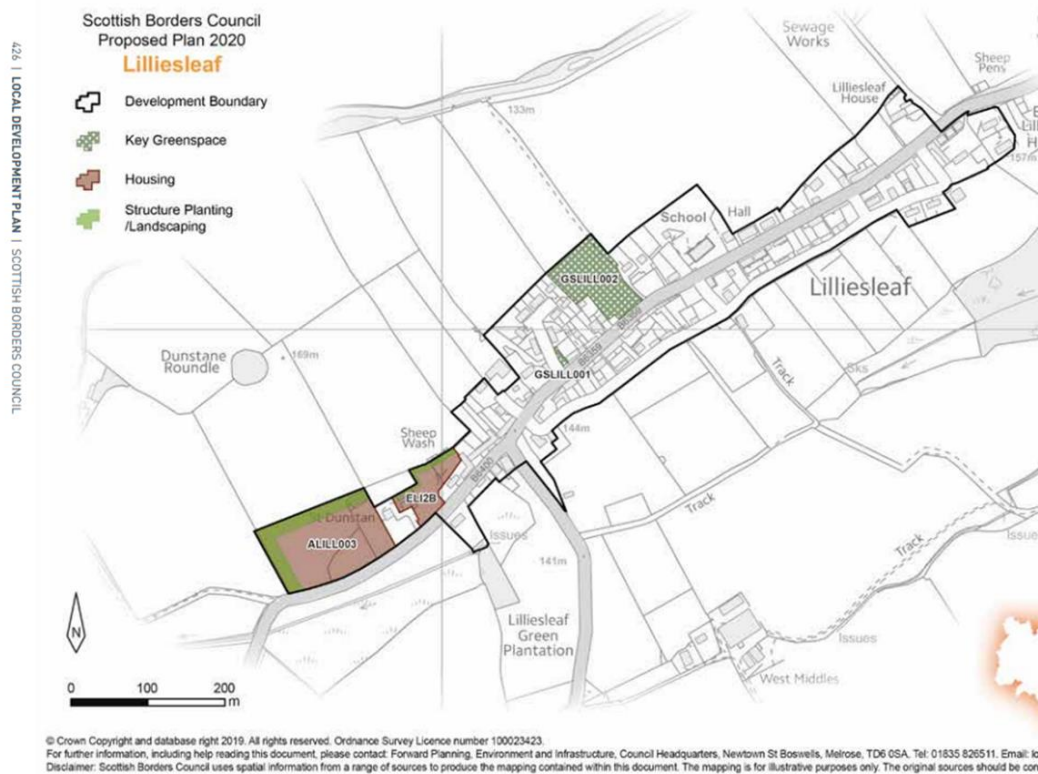 426 | LOCAL DEVELOPMENT PLAN | SCOTTISH BORDERS COUNCIL
Scottish Borders Council
Proposed Plan 2020
Lilliesleaf
Development Boundary
Key Greenspace
Housing
Structure Planting
/Landscaping
Sewage
Works
Sheep
Pens
Lilliesleaf
House
133m
157m
School
Hall
GSLILL002
Lilliesleaf
B6359
GSLILL001
Dunstane
Roundle
169m
Track
Sks
144m
Sheep
Wash
B6400
ELI2B
St Dunstan
ALILL003
Issues
Track
Track
Issue
141m
Lilliesleaf
Green
Plantation
Issues
West Middles
N
0 100 200
m
© Crown Copyright and database right 2019. All rights reserved. Ordnance Survey Licence number 100023423.
For further information, including help reading this document, please contact: Forward Planning, Environment and Infrastructure, Council Headquarters, Newtown St Boswells, Melrose, TD6 0SA. Tel: 01835 826511. Email: lo
Disclaimer: Scottish Borders Council uses spatial information from a range of sources to produce the mapping contained within this document. The mapping is for illustrative purposes only. The original sources should be con